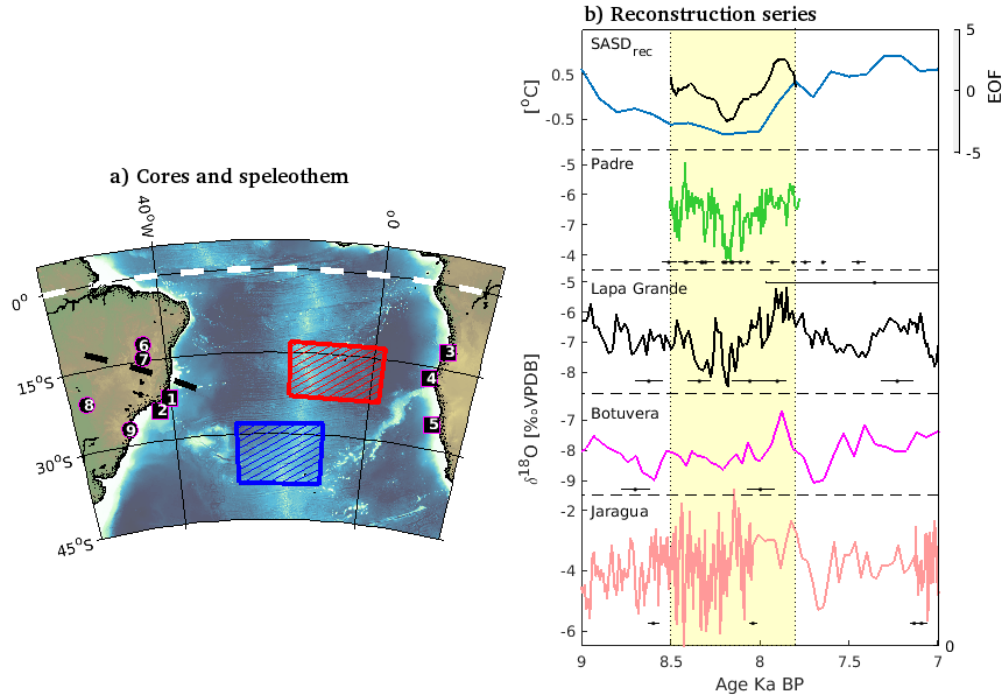 a) Cores and speleothem
40°W
0°
0°
15°S
30°S
45°S
6
7
3
4
8
1
2
5
9
b) Reconstruction series
SASDrec
[°C]
0.5
-0.5
5
0
-5
EOF
Padre
-5
-6
-7
-4
Lapa Grande
-5
-6
-7
-8
δ18O [‰VPDB]
Botuvera
-7
-8
-9
Jaragua
-2
-4
-6
0
9
8.5
8
7.5
7
Age Ka BP